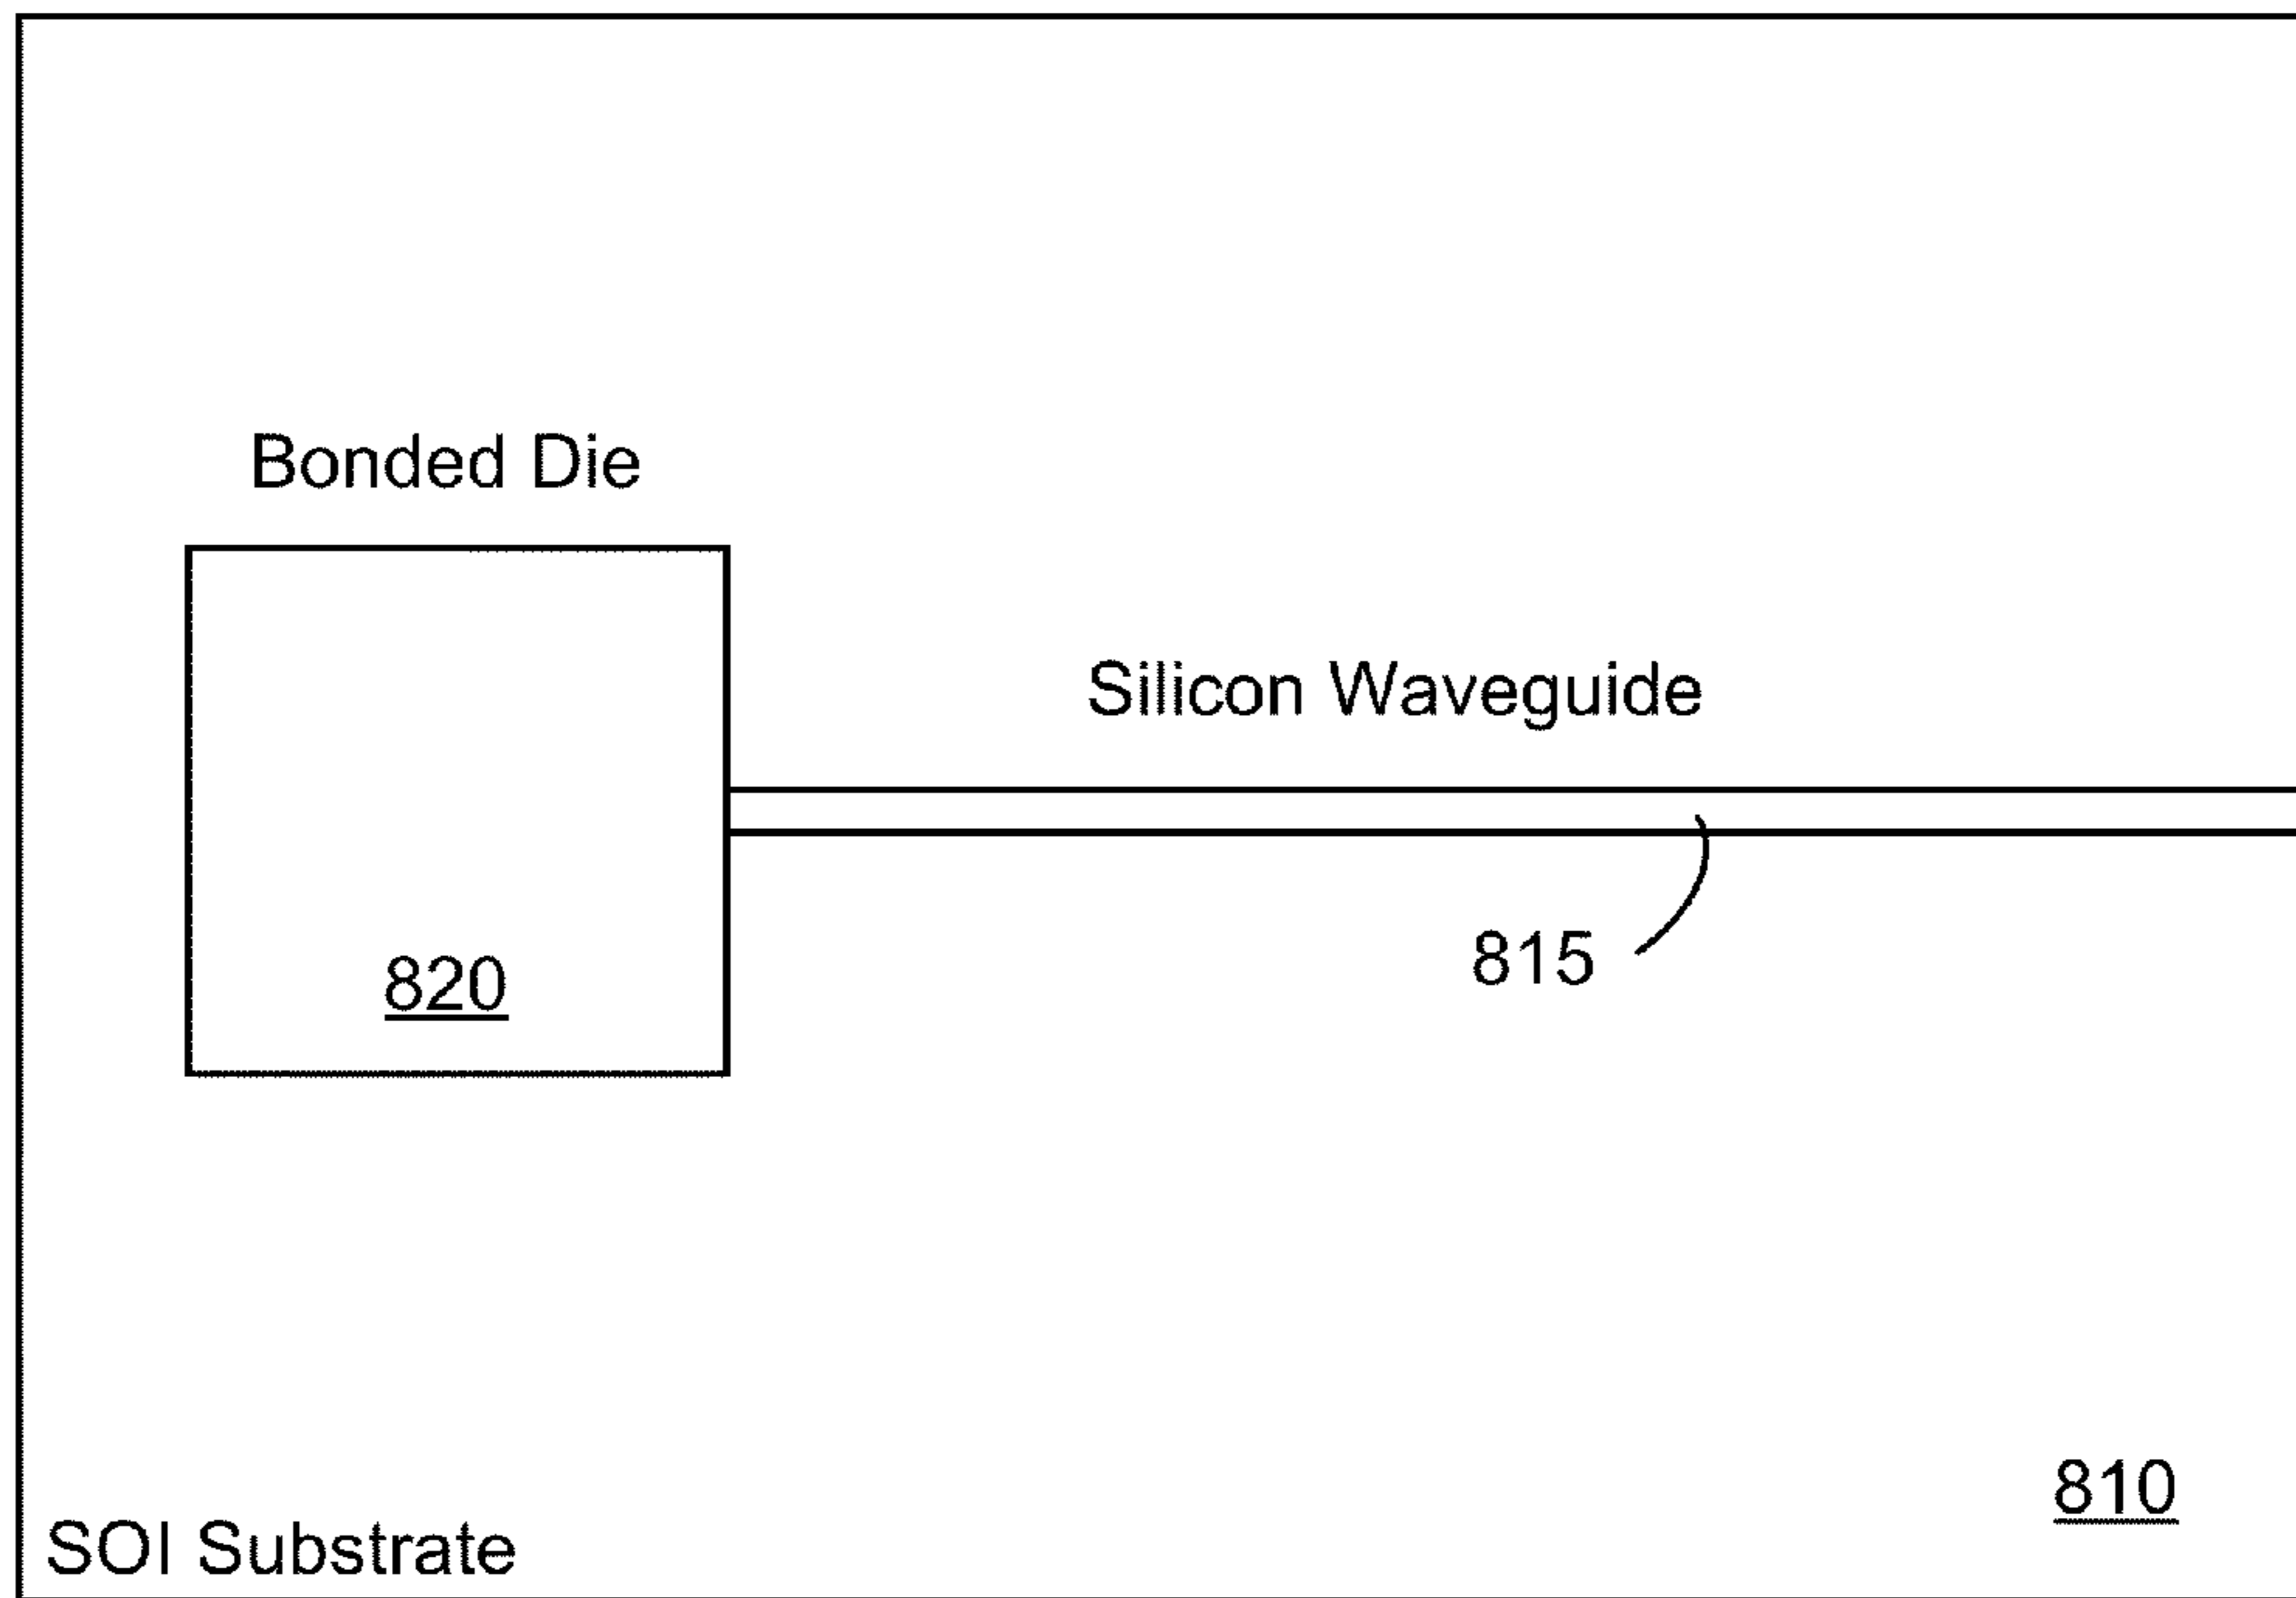 Bonded Die
Silicon Waveguide
815
820
810
SOI Substrate